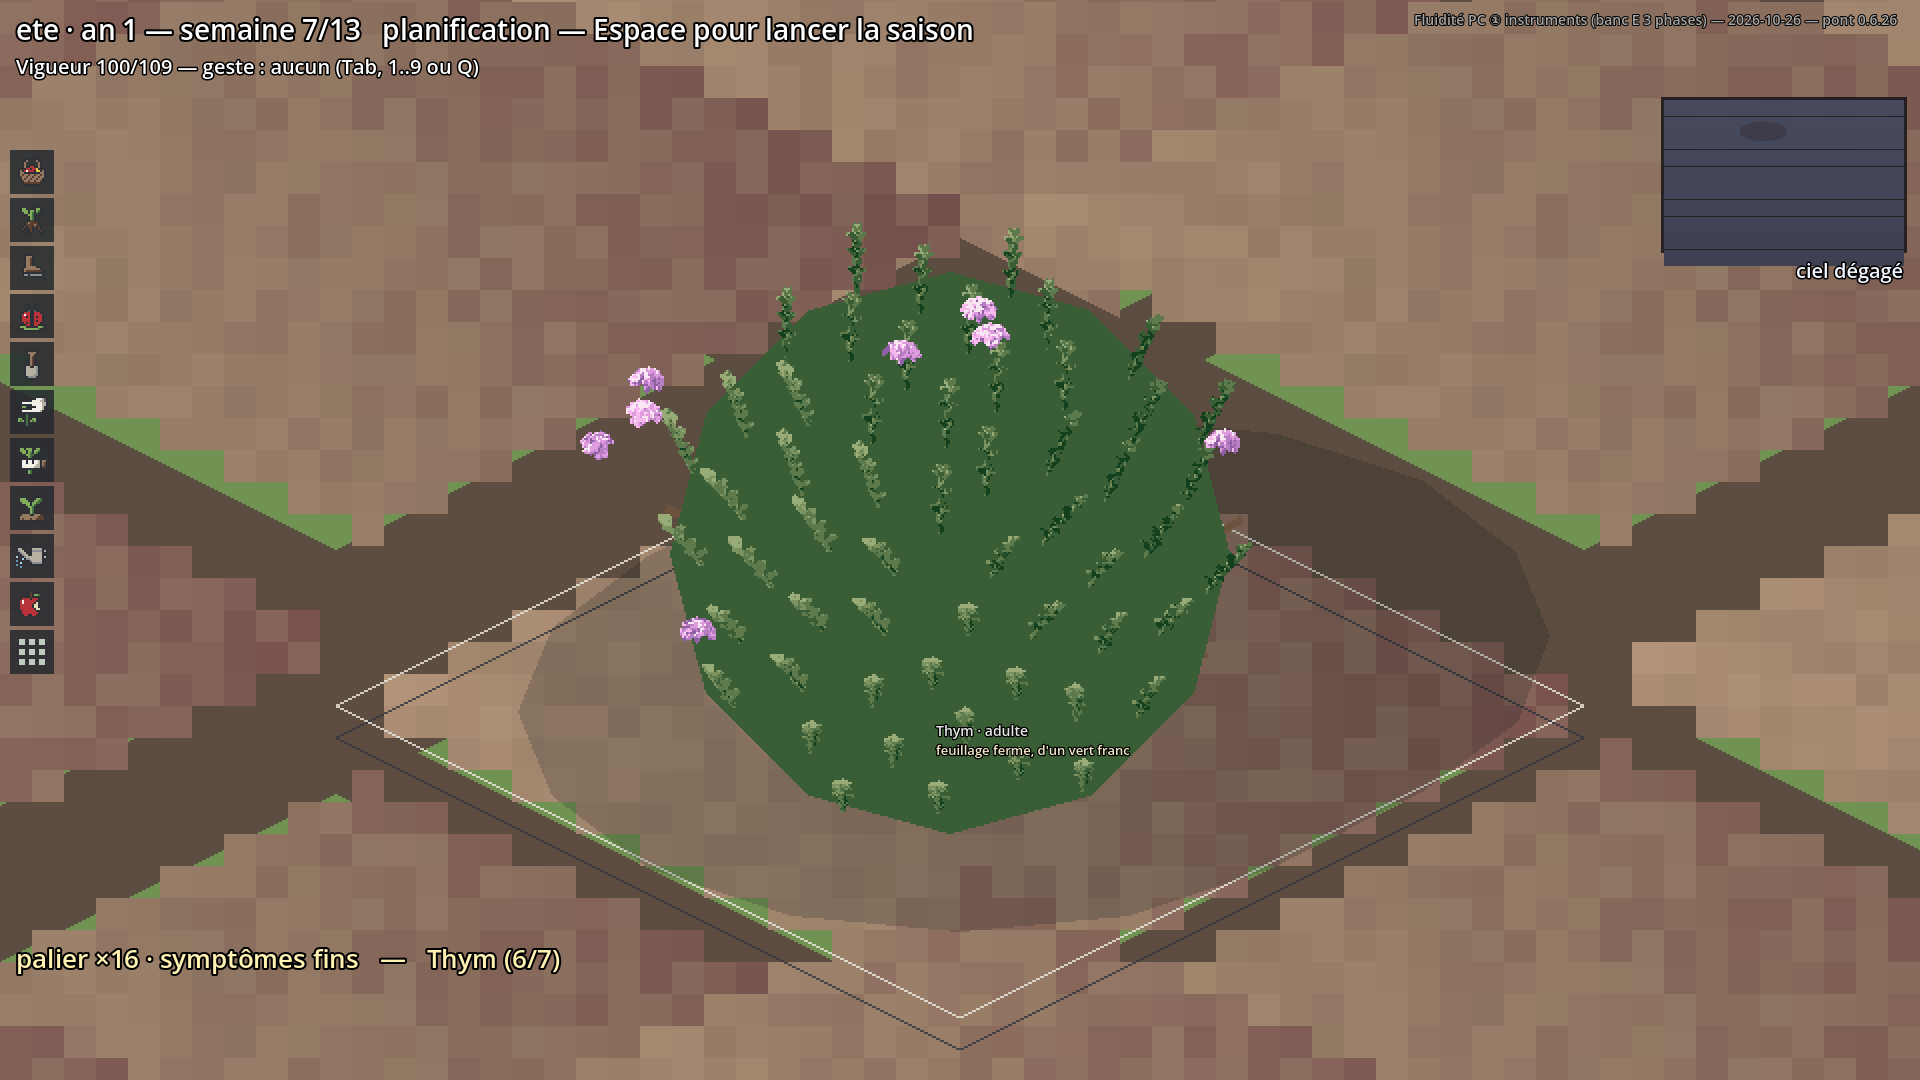 ete · an 1 — semaine 7/13   planification — Espace pour lancer la saison
Fluidité PC ① instruments (banc E 3 phases) — 2026-10-26 — pont 0.6.26
Vigueur 100/109 — geste : aucun (Tab, 1..9 ou Q)
ciel dégagé
Thym · adulte
feuillage ferme, d'un vert franc
palier ×16 · symptômes fins   —   Thym (6/7)